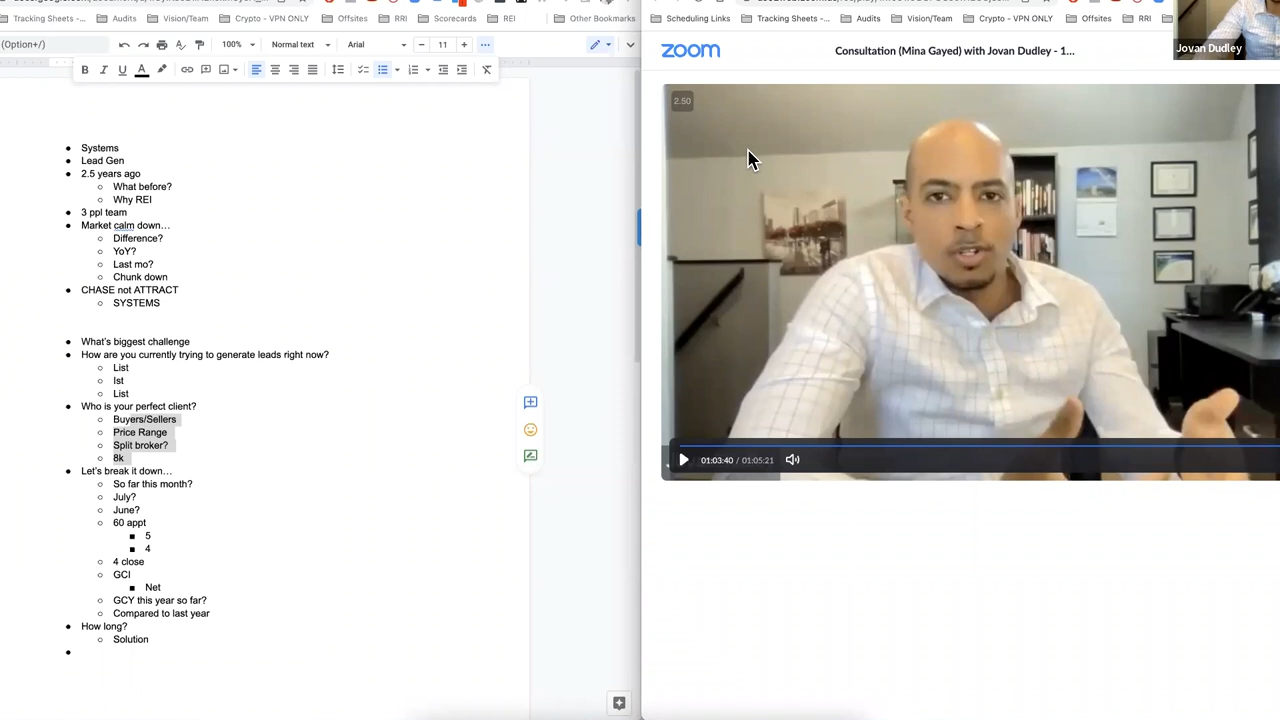 Tracking Sheets -... Audits Vision/Team Crypto - VPN ONLY Offsites RRI Scorecards REI Other Bookmarks
(Option+/) 100% Normal text Arial 11
B I U A
Systems
Lead Gen
2.5 years ago
What before?
Why REI
3 ppl team
Market calm down…
Difference?
YoY?
Last mo?
Chunk down
CHASE not ATTRACT
SYSTEMS
What's biggest challenge
How are you currently trying to generate leads right now?
List
Ist
List
Who is your perfect client?
Buyers/Sellers
Price Range
Split broker?
8k
Let's break it down…
So far this month?
July?
June?
60 appt
5
4
4 close
GCI
Net
GCY this year so far?
Compared to last year
How long?
Solution
Scheduling Links Tracking Sheets -... Audits Vision/Team Crypto - VPN ONLY Offsites RRI
Jovan Dudley
zoom Consultation (Mina Gayed) with Jovan Dudley - 1...
2.50
01:03:40 / 01:05:21